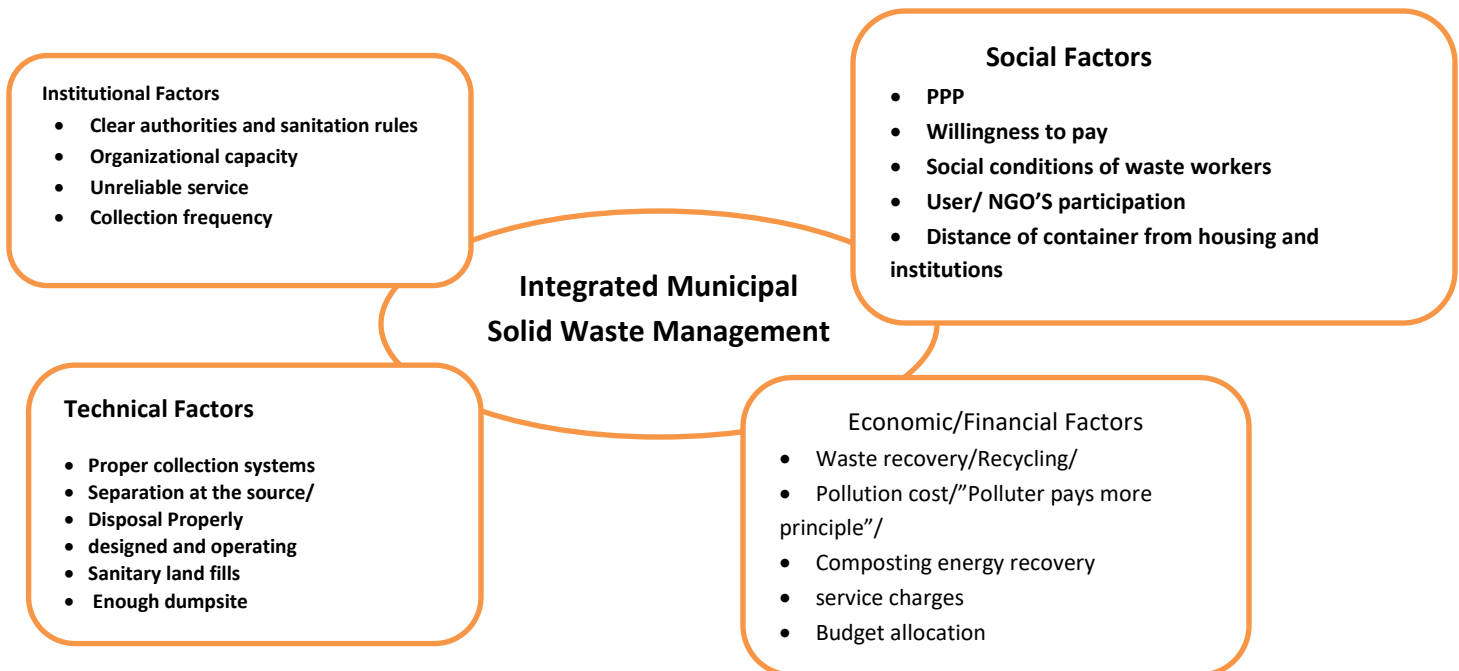 Institutional Factors
• Clear authorities and sanitation rules
• Organizational capacity
• Unreliable service
• Collection frequency
Social Factors
• PPP
• Willingness to pay
• Social conditions of waste workers
• User/ NGO’S participation
• Distance of container from housing and
institutions
Integrated Municipal
Solid Waste Management
Technical Factors
• Proper collection systems
• Separation at the source/
• Disposal Properly
• designed and operating
• Sanitary land fills
• Enough dumpsite
Economic/Financial Factors
• Waste recovery/Recycling/
• Pollution cost/”Polluter pays more
principle”/
• Composting energy recovery
• service charges
• Budget allocation